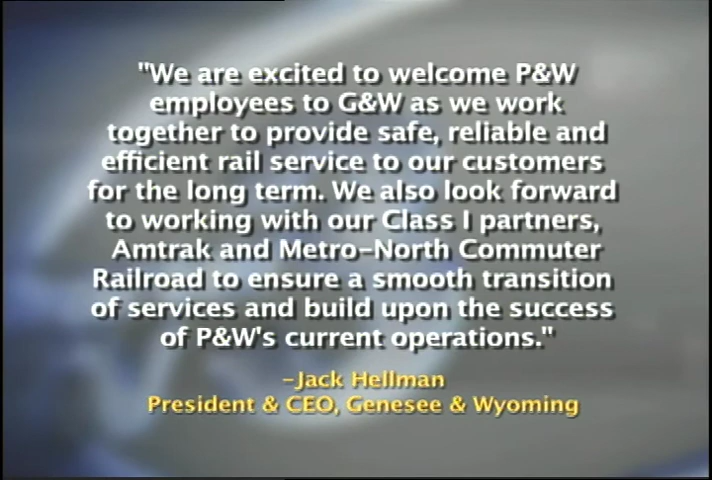 "We are excited to welcome P&W
employees to G&W as we work
together to provide safe, reliable and
efficient rail service to our customers
for the long term. We also look forward
to working with our Class I partners,
Amtrak and Metro-North Commuter
Railroad to ensure a smooth transition
of services and build upon the success
of P&W's current operations."
-Jack Hellman
President & CEO, Genesee & Wyoming